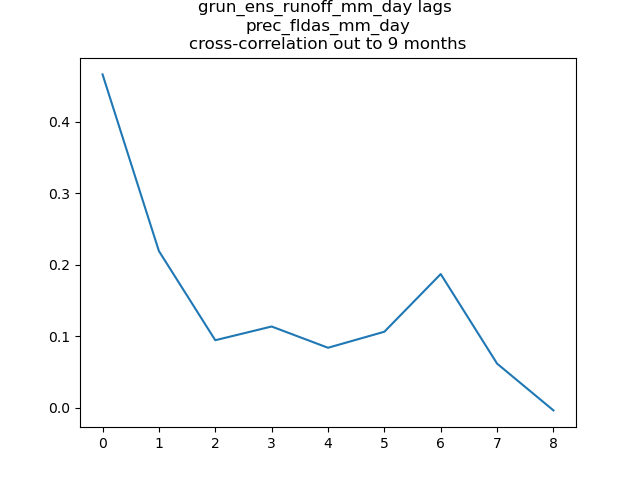 grun_ens_runoff_mm_day lags
prec_fldas_mm_day
cross-correlation out to 9 months
0.4
0.3
0.2
0.1
0.0
0 1 2 3 4 5 6 7 8